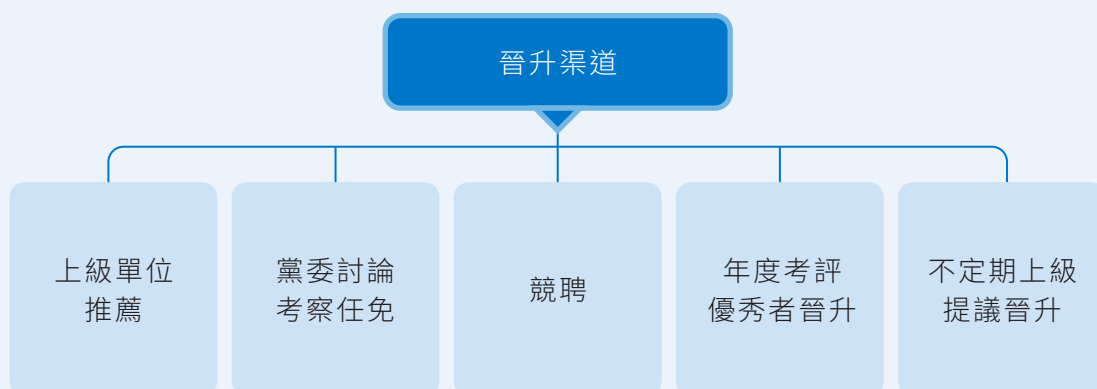 晉升渠道
上級單位
推薦
黨委討論
考察任免
競聘
年度考評
優秀者晉升
不定期上級
提議晉升